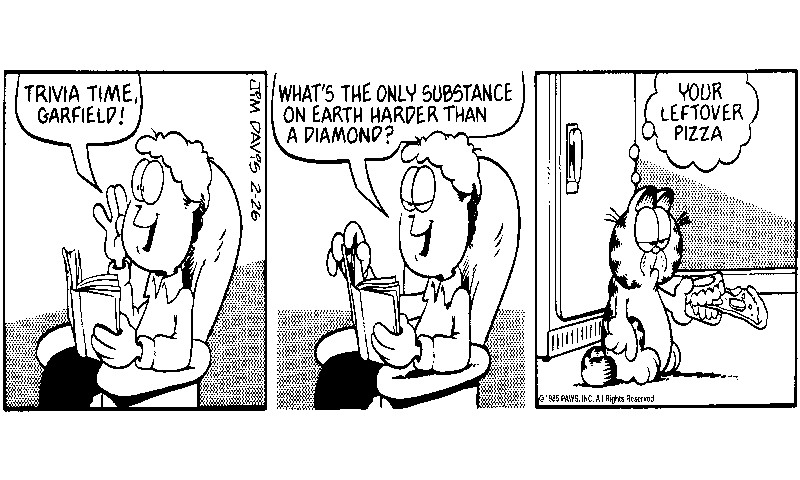 TRIVIA TIME,
GARFIELD!
JIM DAVIS 2-26
WHAT'S THE ONLY SUBSTANCE
ON EARTH HARDER THAN
A DIAMOND?
YOUR
LEFTOVER
PIZZA
© 1985 PAWS, INC. All Rights Reserved